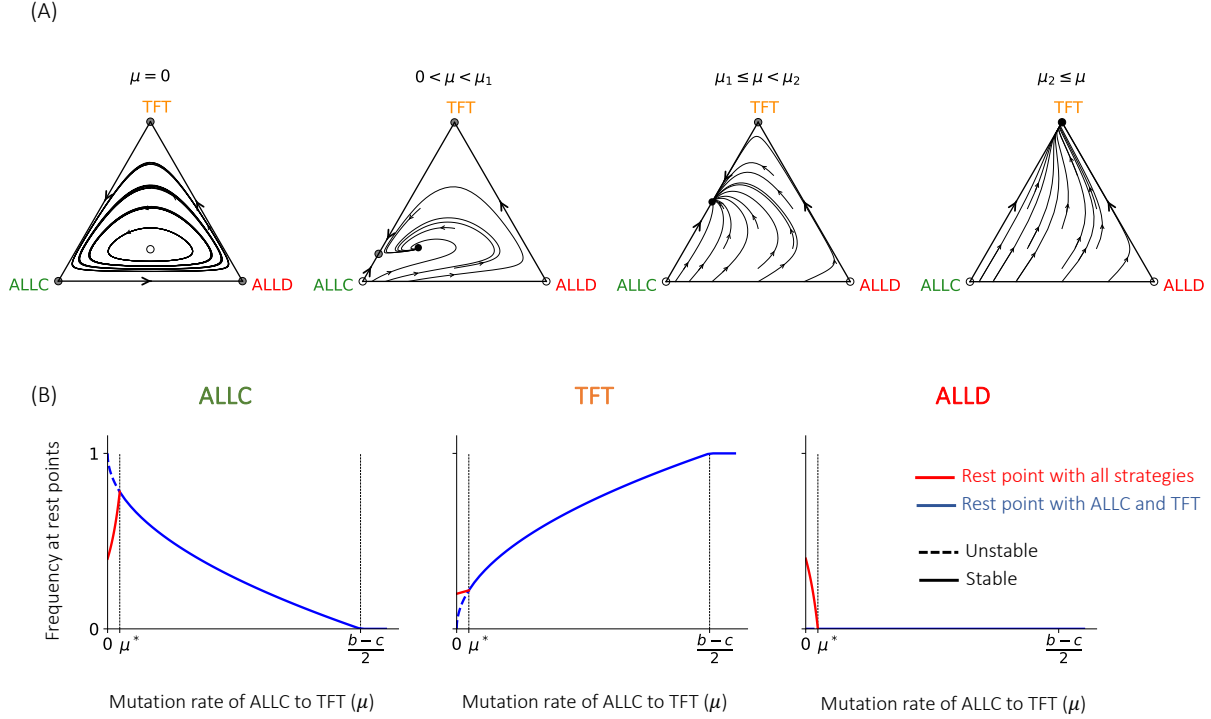 (A)
μ = 0
0 < μ < μ₁
μ₁ ≤ μ < μ₂
μ₂ ≤ μ
TFT
TFT
TFT
TFT
ALLC
ALLD
ALLC
ALLD
ALLC
ALLD
ALLC
ALLD
(B)
ALLC
TFT
ALLD
Frequency at rest points
1
0
0 μ* b − c
2
0 μ* b − c
2
0 μ* b − c
2
Rest point with all strategies
Rest point with ALLC and TFT
Unstable
Stable
Mutation rate of ALLC to TFT (μ)
Mutation rate of ALLC to TFT (μ)
Mutation rate of ALLC to TFT (μ)